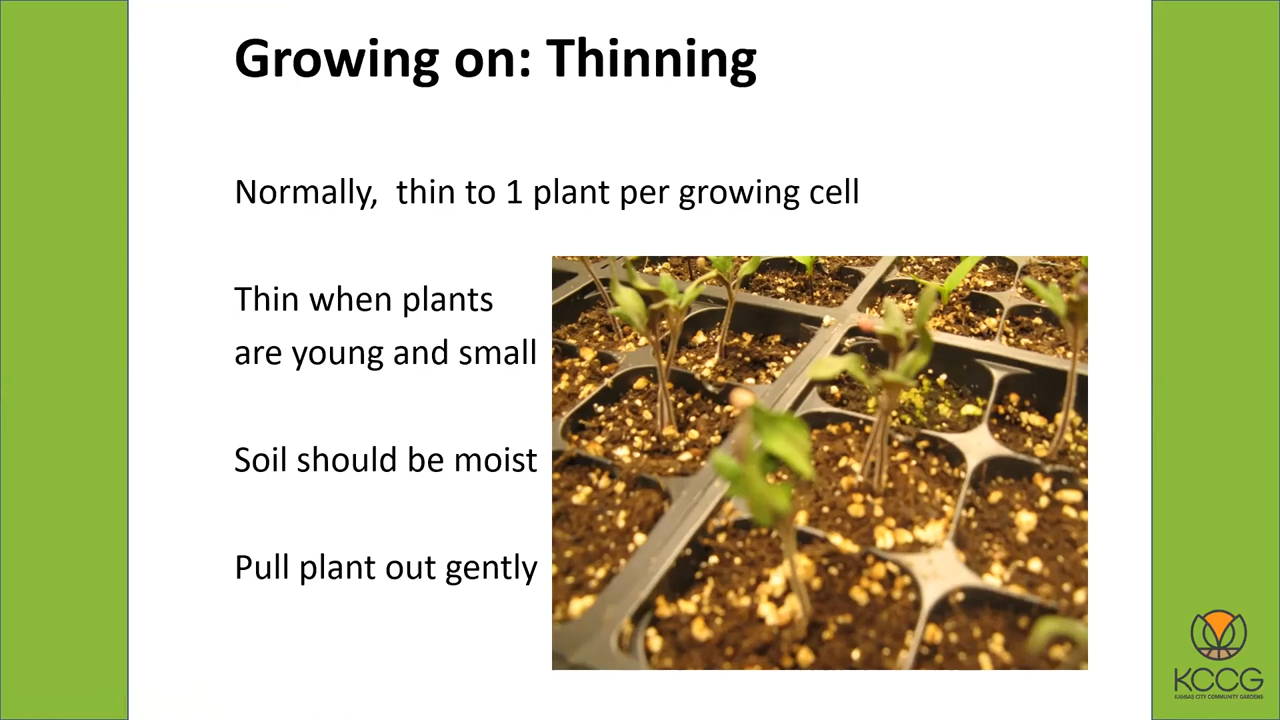 Growing on: Thinning
Normally,  thin to 1 plant per growing cell
Thin when plants
are young and small
Soil should be moist
Pull plant out gently
KCCG
KANSAS CITY COMMUNITY GARDENS